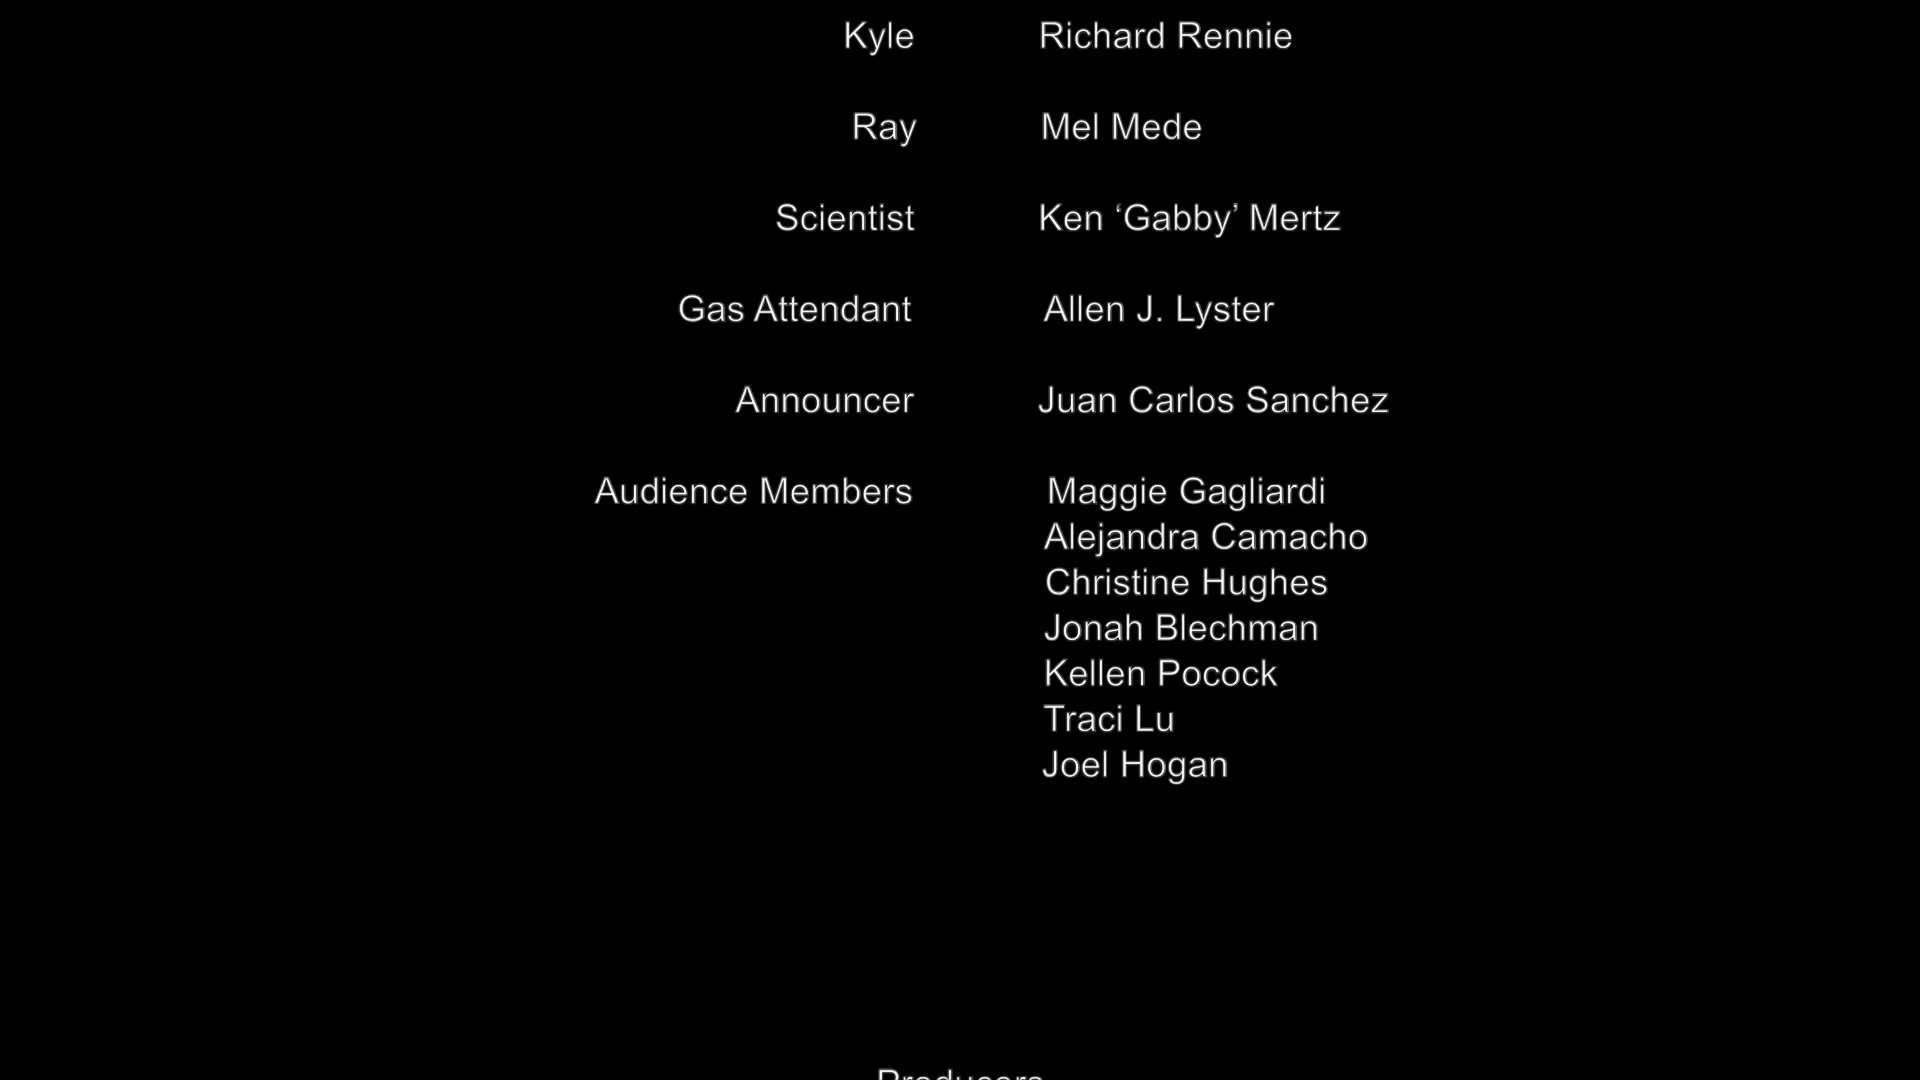 Kyle Richard Rennie
Ray Mel Mede
Scientist Ken ‘Gabby’ Mertz
Gas Attendant Allen J. Lyster
Announcer Juan Carlos Sanchez
Audience Members Maggie Gagliardi
Alejandra Camacho
Christine Hughes
Jonah Blechman
Kellen Pocock
Traci Lu
Joel Hogan
Producers